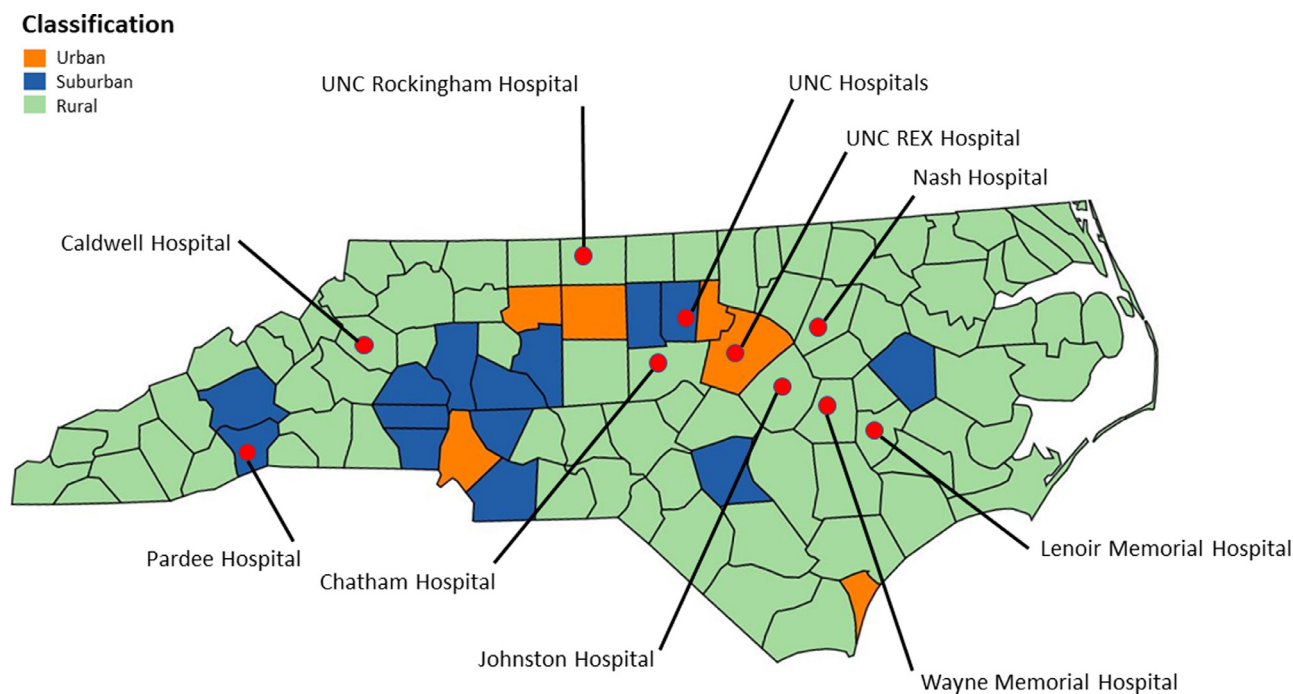 Classification
Urban
Suburban
Rural
UNC Rockingham Hospital
UNC Hospitals
UNC REX Hospital
Nash Hospital
Caldwell Hospital
Pardee Hospital
Chatham Hospital
Lenoir Memorial Hospital
Johnston Hospital
Wayne Memorial Hospital